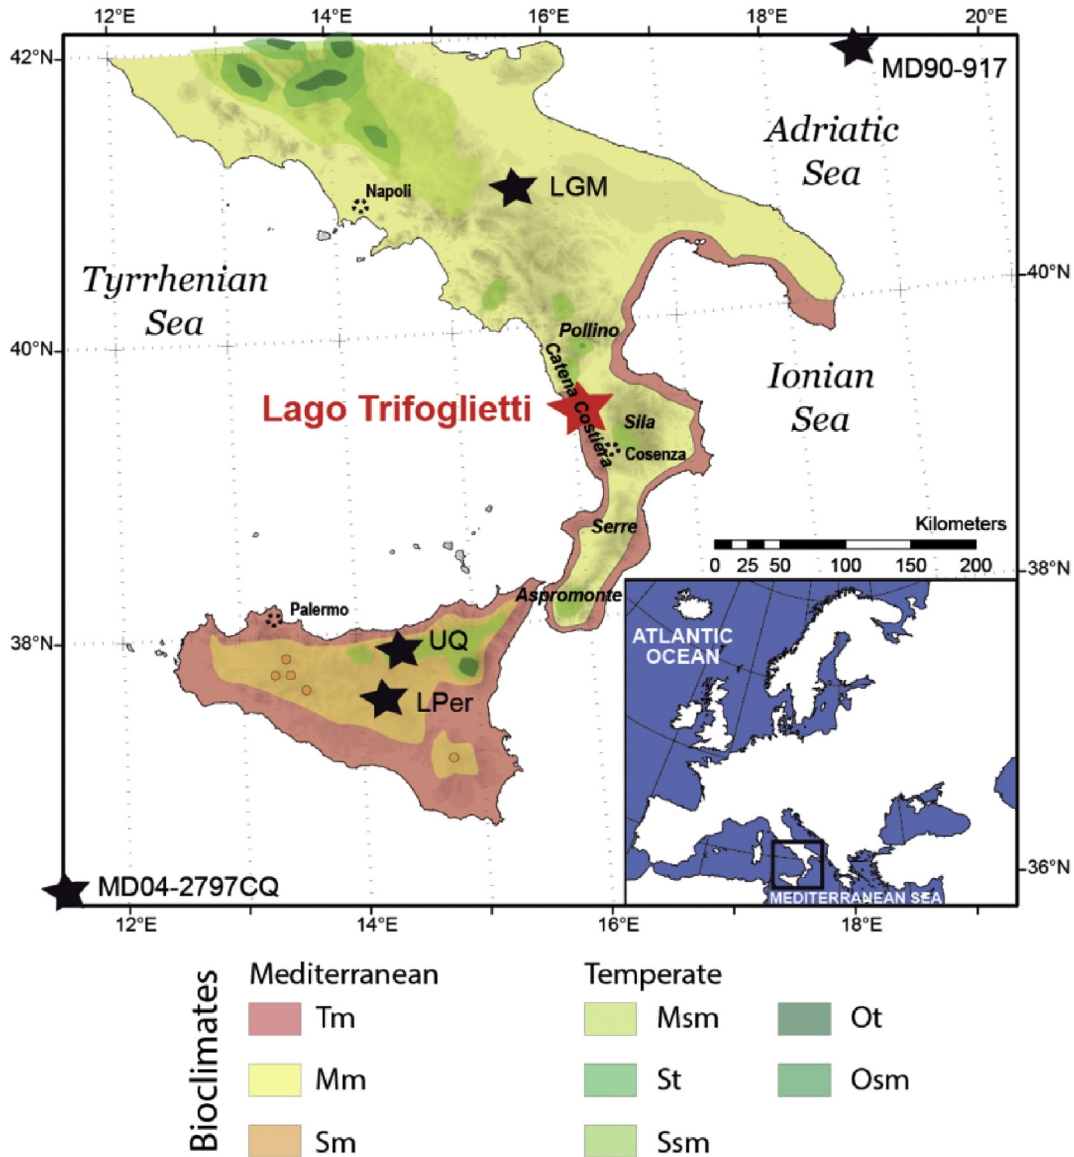 12°E 14°E 16°E 18°E 20°E
42°N
MD90-917
Adriatic
Sea
LGM
Napoli
Tyrrhenian
Sea
40°N
40°N
Pollino
Catena Costiera
Ionian
Sea
Lago Trifoglietti
Sila
Cosenza
Serre
Kilometers
0 25 50 100 150 200
38°N
Aspromonte
Palermo
38°N
UQ
LPer
ATLANTIC
OCEAN
MD04-2797CQ
36°N
MEDITERRANEAN SEA
12°E 14°E 16°E 18°E
Bioclimates
Mediterranean
Tm
Mm
Sm
Temperate
Msm
St
Ssm
Ot
Osm